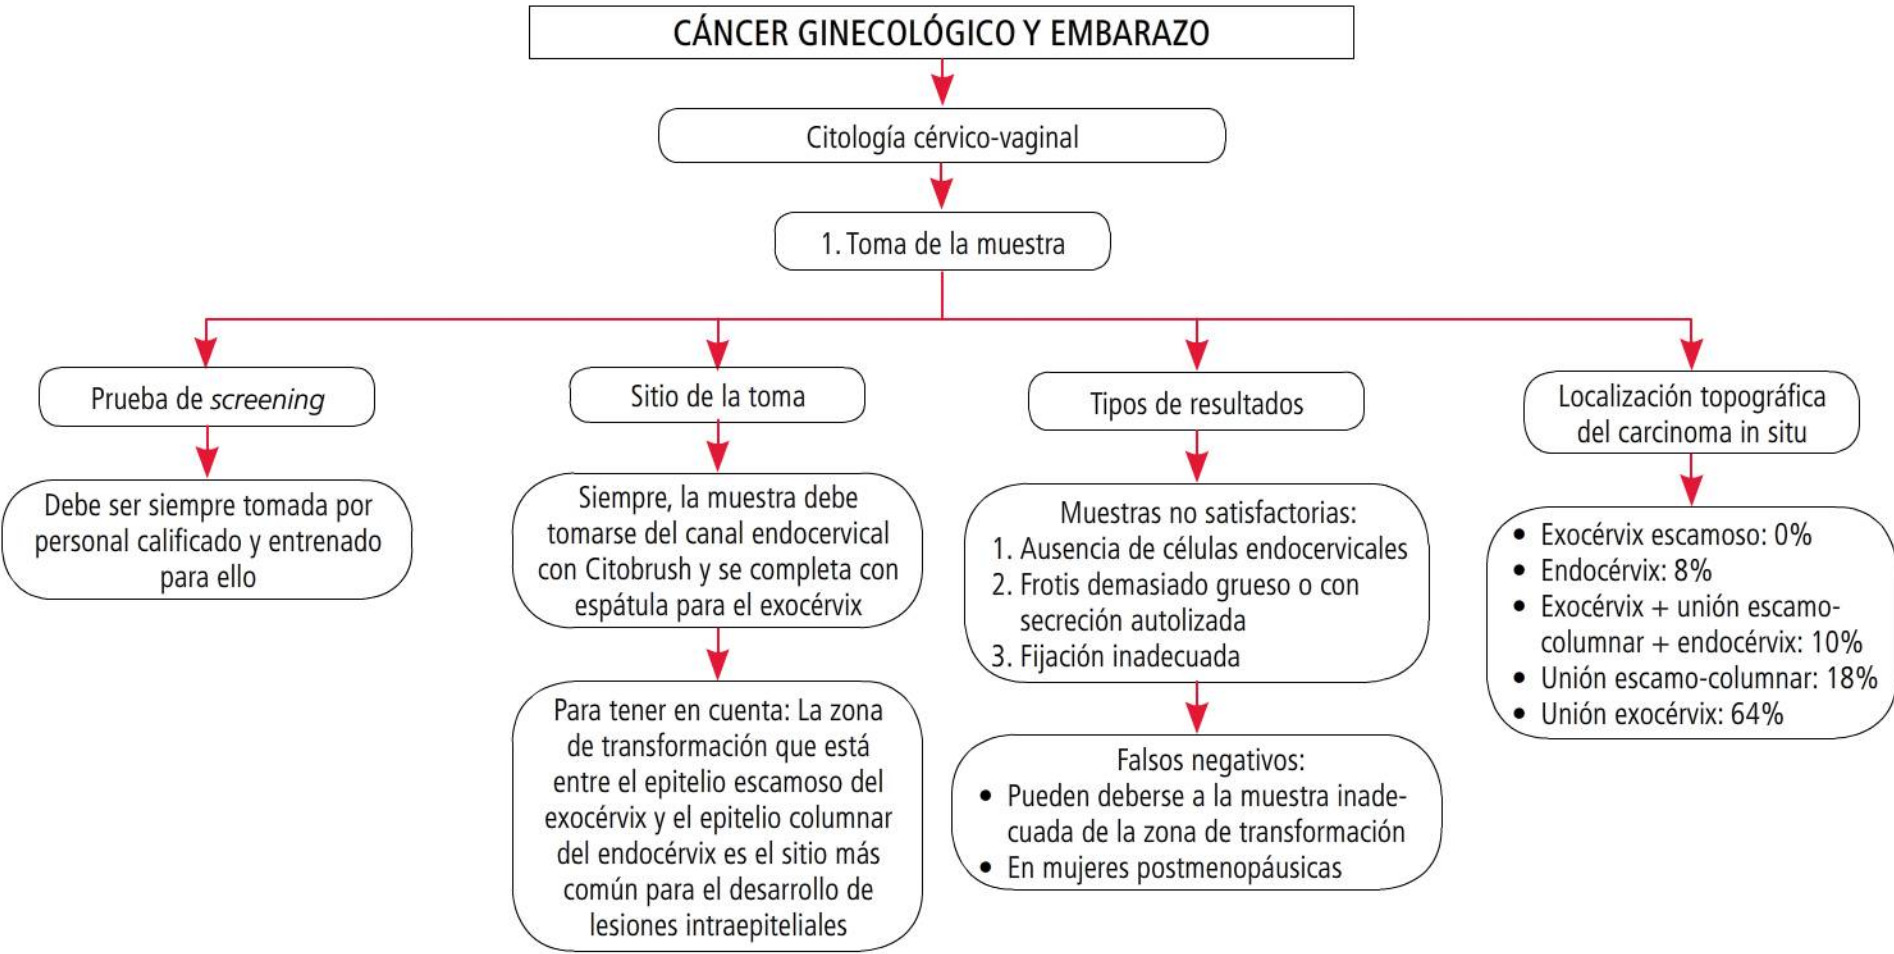 CÁNCER GINECOLÓGICO Y EMBARAZO
Citología cérvico-vaginal
1. Toma de la muestra
Prueba de screening
Debe ser siempre tomada por
personal calificado y entrenado
para ello
Sitio de la toma
Siempre, la muestra debe
tomarse del canal endocervical
con Citobrush y se completa con
espátula para el exocérvix
Para tener en cuenta: La zona
de transformación que está
entre el epitelio escamoso del
exocérvix y el epitelio columnar
del endocérvix es el sitio más
común para el desarrollo de
lesiones intraepiteliales
Tipos de resultados
Muestras no satisfactorias:
1. Ausencia de células endocervicales
2. Frotis demasiado grueso o con
secreción autolizada
3. Fijación inadecuada
Falsos negativos:
• Pueden deberse a la muestra inade-
cuada de la zona de transformación
• En mujeres postmenopáusicas
Localización topográfica
del carcinoma in situ
• Exocérvix escamoso: 0%
• Endocérvix: 8%
• Exocérvix + unión escamo-
columnar + endocérvix: 10%
• Unión escamo-columnar: 18%
• Unión exocérvix: 64%